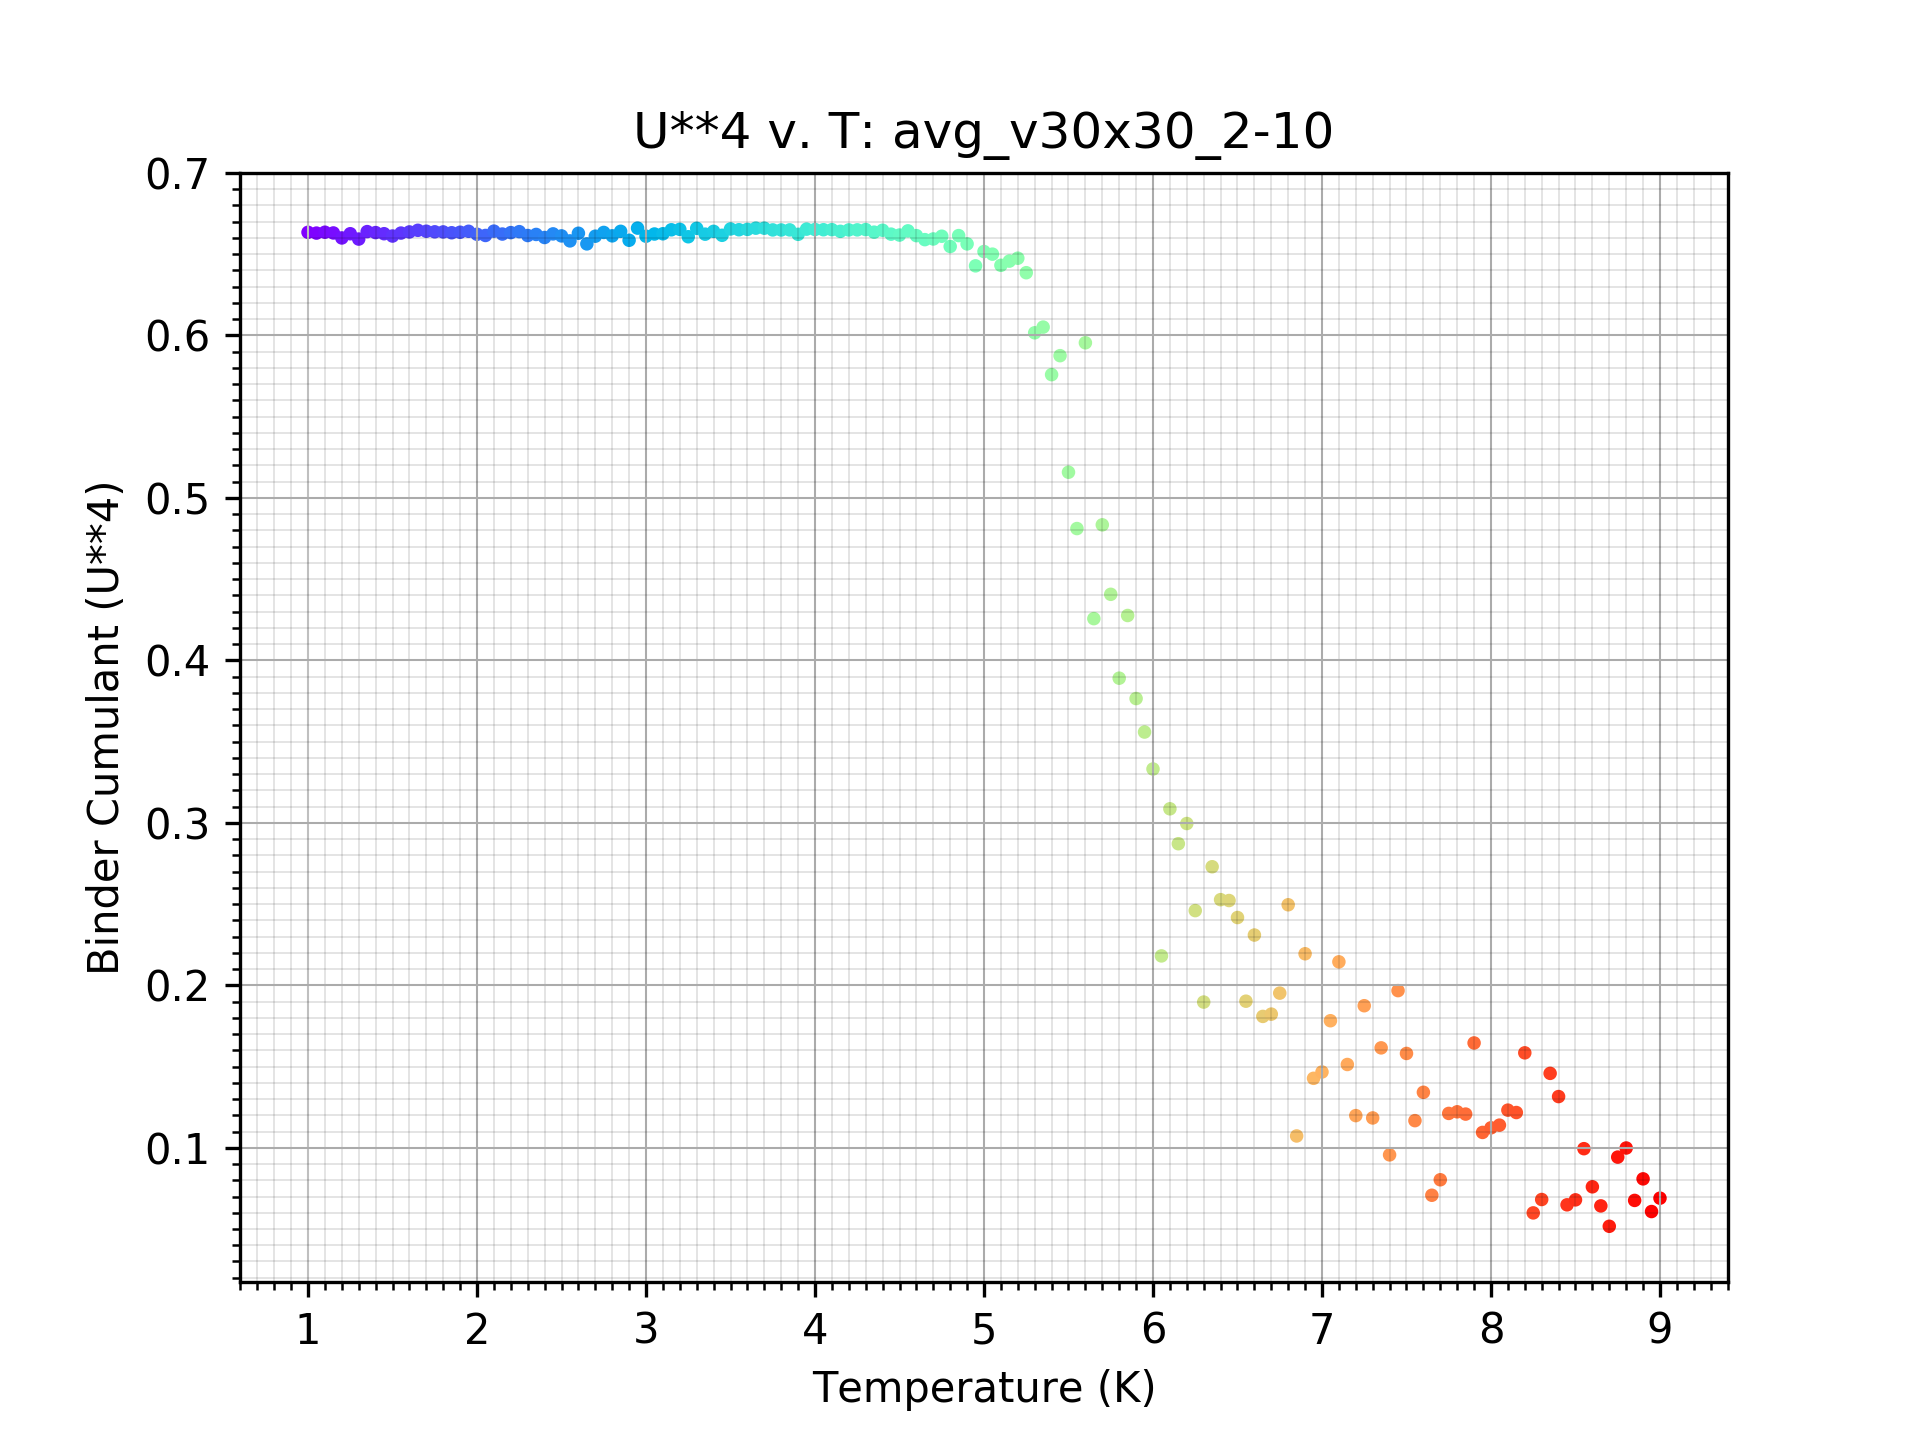 U**4 v. T: avg_v30x30_2-10
0.7
0.6
0.5
0.4
0.3
0.2
0.1
Binder Cumulant (U**4)
1 2 3 4 5 6 7 8 9
Temperature (K)